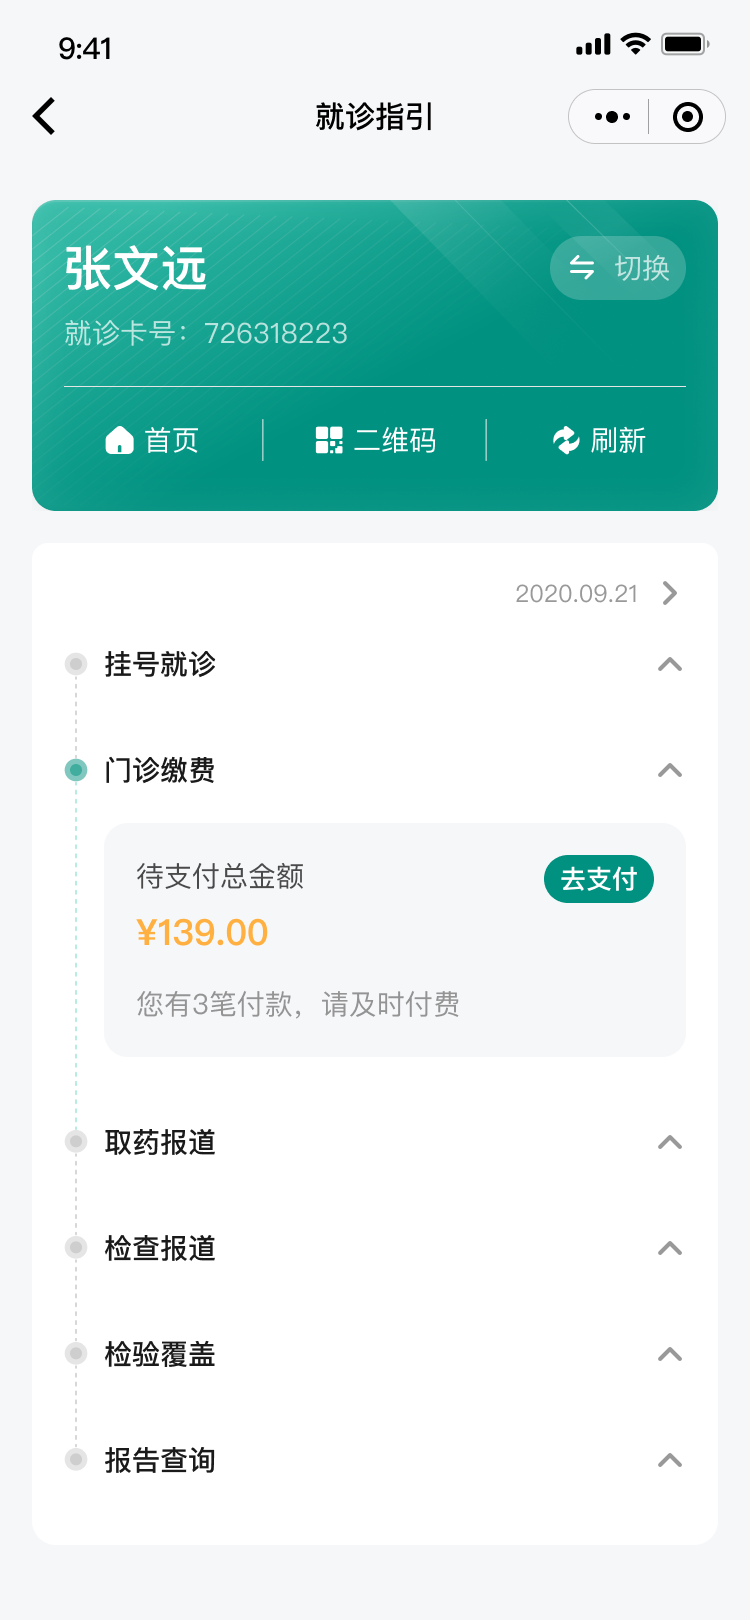 9:41
就诊指引
张文远
切换
就诊卡号：726318223
首页
二维码
刷新
2020.09.21
挂号就诊
门诊缴费
待支付总金额
去支付
¥139.00
您有3笔付款，请及时付费
取药报道
检查报道
检验覆盖
报告查询